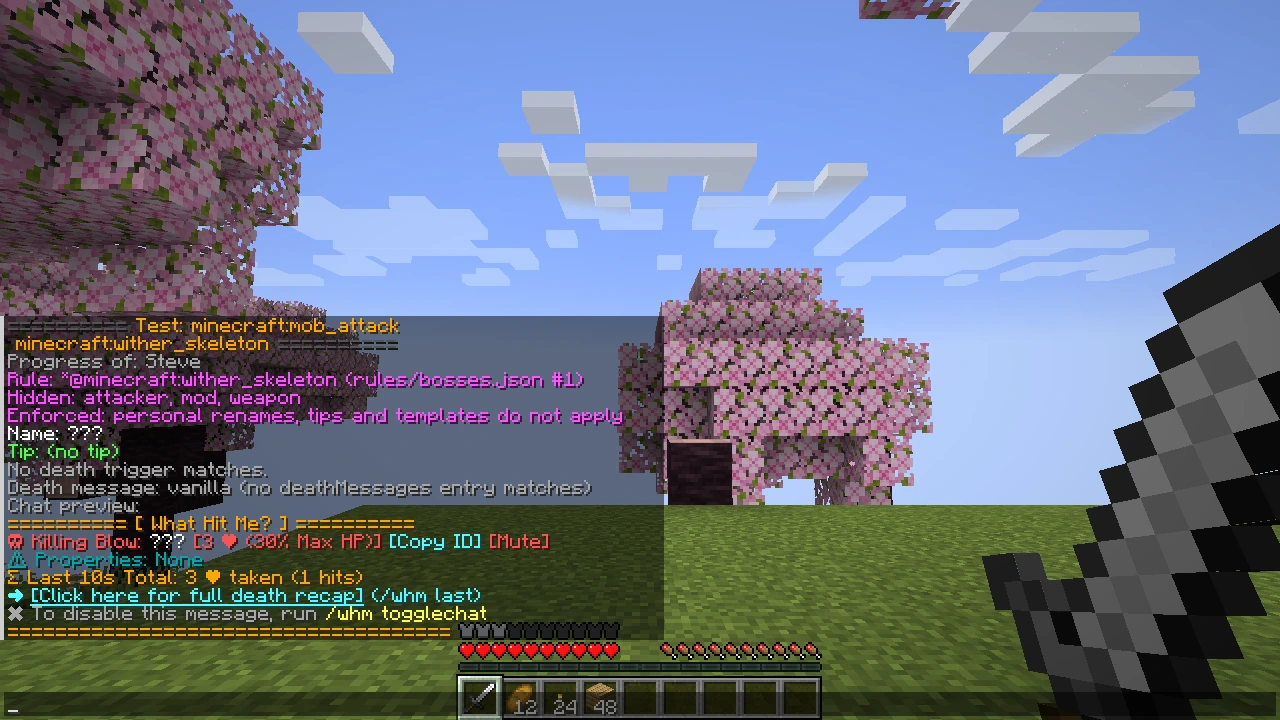 ========== Test: minecraft:mob_attack
minecraft:wither_skeleton ==========
Progress of: Steve
Rule: *@minecraft:wither_skeleton (rules/bosses.json #1)
Hidden: attacker, mod, weapon
Enforced: personal renames, tips and templates do not apply
Name: ???
Tip: (no tip)
No death trigger matches.
Death message: vanilla (no deathMessages entry matches)
Chat preview:
========== [ What Hit Me? ] ==========
☠ Killing Blow: ??? [3 ♥ (30% Max HP)] [Copy ID] [Mute]
⚠ Properties: None
Σ Last 10s Total: 3 ♥ taken (1 hits)
➔ [Click here for full death recap] (/whm last)
✖ To disable this message, run /whm togglechat
===================================
12 24 48
_